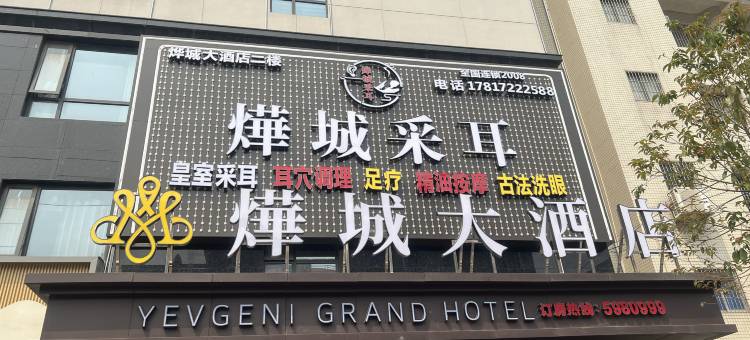 烨城大酒店二楼
全国连锁2008
电话 17817222588
燁城采耳
皇室采耳 耳穴调理 足疗 精油按摩 古法洗眼
燁城大酒店
YEVGENI GRAND HOTEL 订房热线:5980999